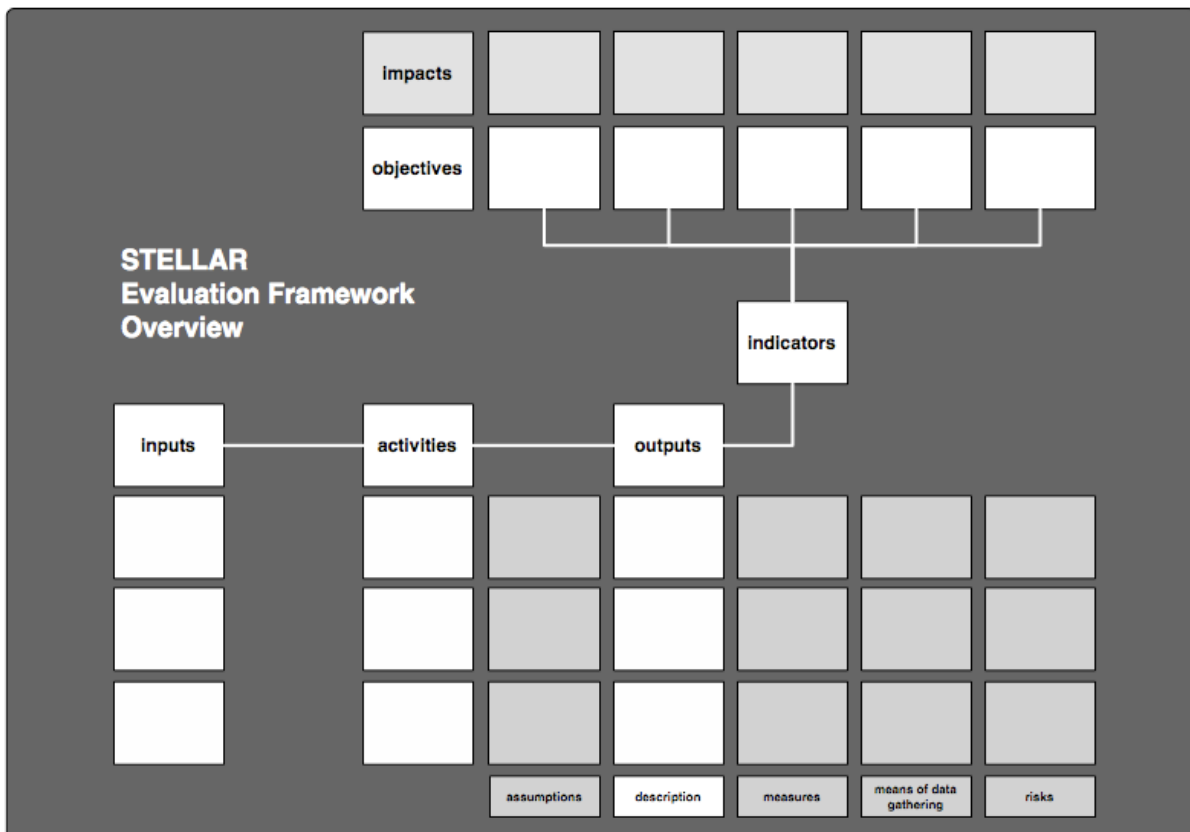 impacts
objectives
STELLAR
Evaluation Framework
Overview
indicators
inputs
activities
outputs
assumptions
description
measures
means of data
gathering
risks